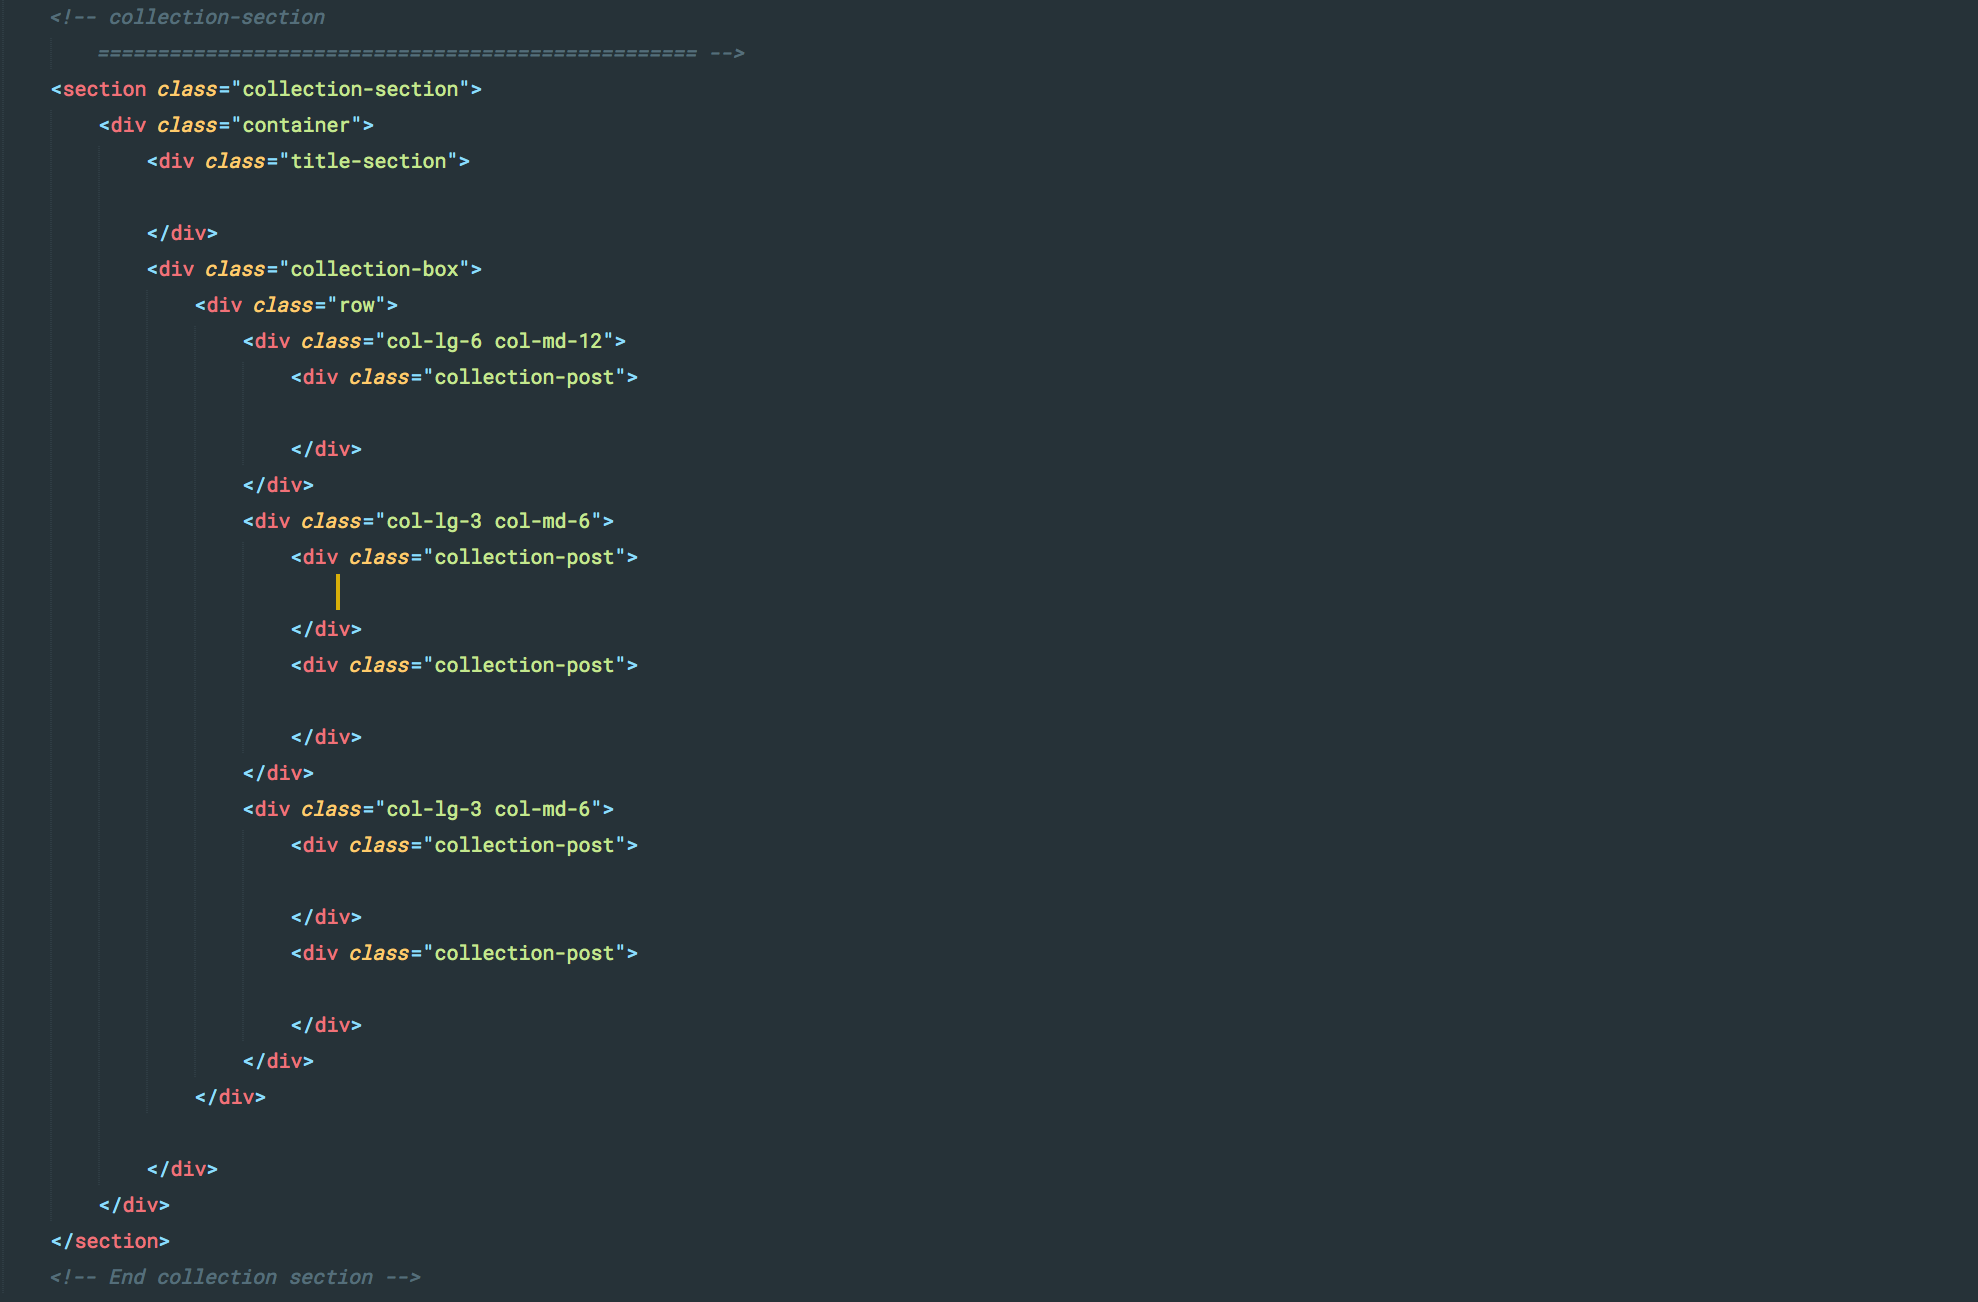 <!-- collection-section
================================================== -->
<section class="collection-section">
<div class="container">
<div class="title-section">
</div>
<div class="collection-box">
<div class="row">
<div class="col-lg-6 col-md-12">
<div class="collection-post">
</div>
</div>
<div class="col-lg-3 col-md-6">
<div class="collection-post">
</div>
<div class="collection-post">
</div>
</div>
<div class="col-lg-3 col-md-6">
<div class="collection-post">
</div>
<div class="collection-post">
</div>
</div>
</div>
</div>
</div>
</section>
<!-- End collection section -->